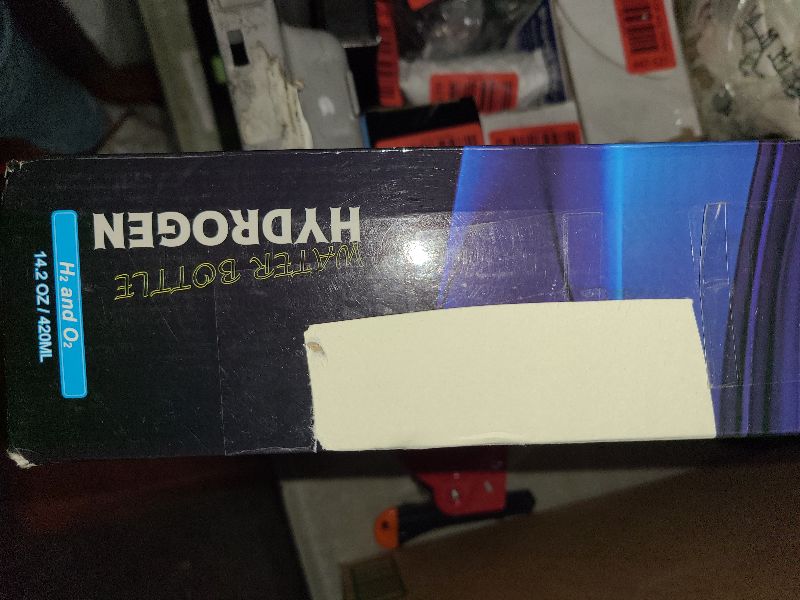 HYDROGEN
WATER BOTTLE
H₂ and O₂
14.2 OZ / 420ML